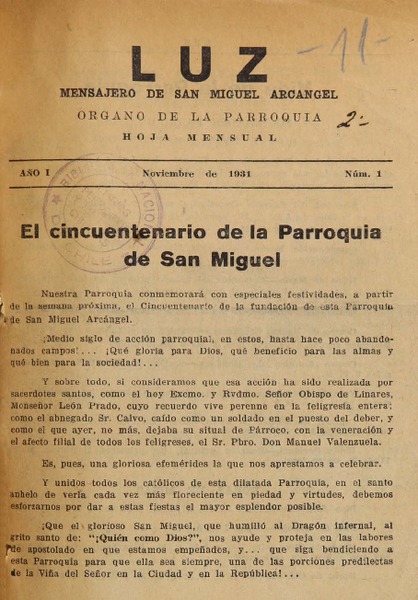 -11-
LUZ
MENSAJERO DE SAN MIGUEL ARCANGEL
ORGANO DE LA PARROQUIA
2=
HOJA MENSUAL
AÑO I Noviembre de 1931 Núm. 1
El cincuentenario de la Parroquia
de San Miguel
Nuestra Parroquia conmemorará con especiales festividades, a partir
de la semana próxima, el Cincuentenario de la fundación de esta Parroquia
de San Miguel Arcángel.
¡Medio siglo de acción parroquial, en estos, hasta hace poco abando-
nados campos!... ¡Qué gloria para Dios, qué beneficio para las almas y
qué bien para la sociedad!...
Y sobre todo, si consideramos que esa acción ha sido realizada por
sacerdotes santos, como el hoy Excmo. y Rvdmo. Señor Obispo de Linares,
Monseñor León Prado, cuyo recuerdo vive perenne en la feligresía entera;
como el abnegado Sr. Calvo, caído como un soldado en el puesto del deber, y
como el que ayer, no más, dejaba su situal de Párroco, con la veneración y
el afecto filial de todos los feligreses, el Sr. Pbro. Don Manuel Valenzuela.
Es, pues, una gloriosa efemérides la que nos aprestamos a celebrar.
Y unidos todos los católicos de esta dilatada Parroquia, en el santo
anhelo de verla cada vez más floreciente en piedad y virtudes, debemos
esforzarnos por dar a estas fiestas el mayor esplendor posible.
¡Que el glorioso San Miguel, que humilló al Dragón infernal, al
grito santo de: "¡Quién como Dios?", nos ayude y proteja en las labores
de apostolado en que estamos empeñados, y... que siga bendiciendo a
esta Parroquia para que ella sea siempre, una de las porciones predilectas
de la Viña del Señor en la Ciudad y en la República!...